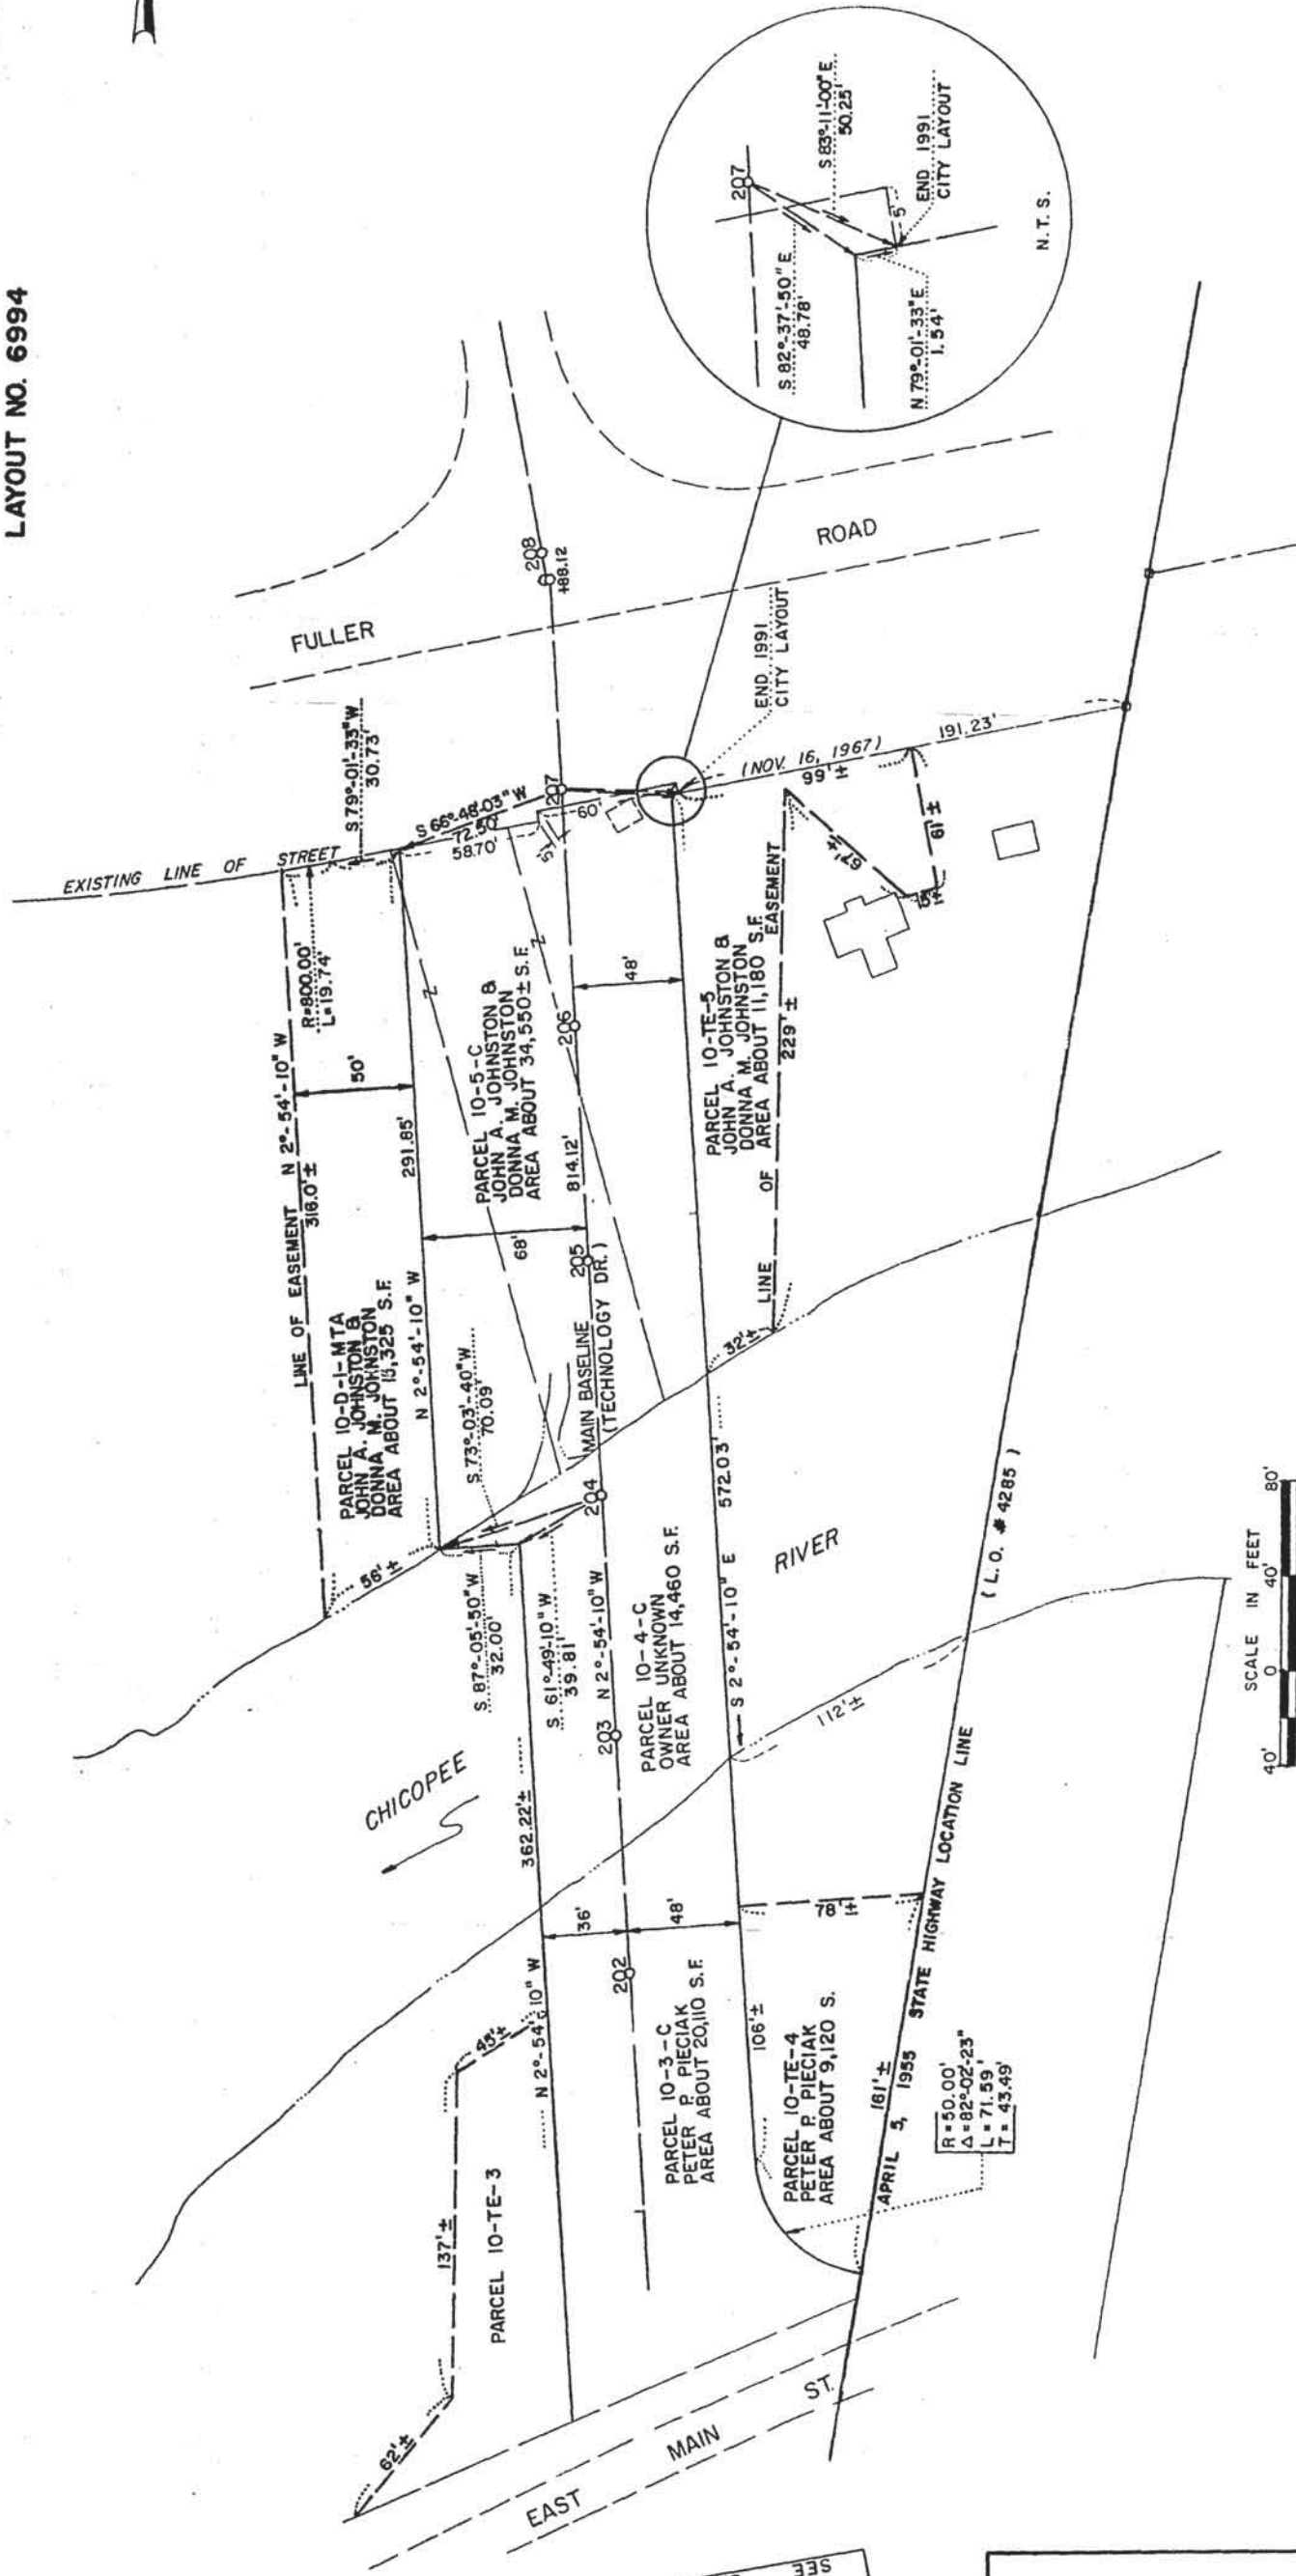 LAYOUT NO. 6994
EXISTING LINE OF STREET
FULLER
ROAD
S 79°-01'-33" W
30.73'
R=800.00'
L=19.74'
LINE OF EASEMENT N 2°-54'-10" W
316.0'±
50'
56'±
PARCEL 10-D-1-MTA
JOHN A. JOHNSTON &
DONNA M. JOHNSTON
AREA ABOUT 15,325 S.F.
N 2°-54'-10" W
291.85'
S 66°-48'-03" W
72.50'
58.70'
15'
60'
207
208
+88.12
PARCEL 10-5-C
JOHN A. JOHNSTON &
DONNA M. JOHNSTON
AREA ABOUT 34,550± S.F.
68'
48'
206
814.12'
205
MAIN BASELINE
(TECHNOLOGY DR.)
204
S 73°-03'-40" W
70.09'
S 87°-05'-50" W
32.00'
S 61°-49'-10" W
39.81'
203
N 2°-54'-10" W
PARCEL 10-4-C
OWNER UNKNOWN
AREA ABOUT 14,460 S.F.
572.03'
S 2°-54'-10" E
CHICOPEE
RIVER
362.22'±
36'
48'
202
N 2°-54'-10" W
45'±
137'±
62'±
PARCEL 10-TE-3
PARCEL 10-3-C
PETER P. PIECIAK
AREA ABOUT 20,110 S.F.
106'±
78'±
PARCEL 10-TE-4
PETER P. PIECIAK
AREA ABOUT 9,120 S.
161'±
R=50.00'
Δ=82°-02'-23"
L=71.59'
T=43.49'
APRIL 5, 1955 STATE HIGHWAY LOCATION LINE (L.O. #4285)
112'±
32'±
PARCEL 10-TE-5
JOHN A. JOHNSTON &
DONNA M. JOHNSTON
AREA ABOUT 11,180 S.F.
LINE OF EASEMENT
229'±
67'±
61'±
99'±
(NOV. 16, 1967)
191.23'
END 1991
CITY LAYOUT
207
S 83°-11'-00" E
50.25'
S 82°-37'-50" E
48.78'
5'
N 79°-01'-33" E
1.54'
END 1991
CITY LAYOUT
N.T.S.
EAST MAIN ST.
SCALE IN FEET
40' 0 40' 80'
SEE